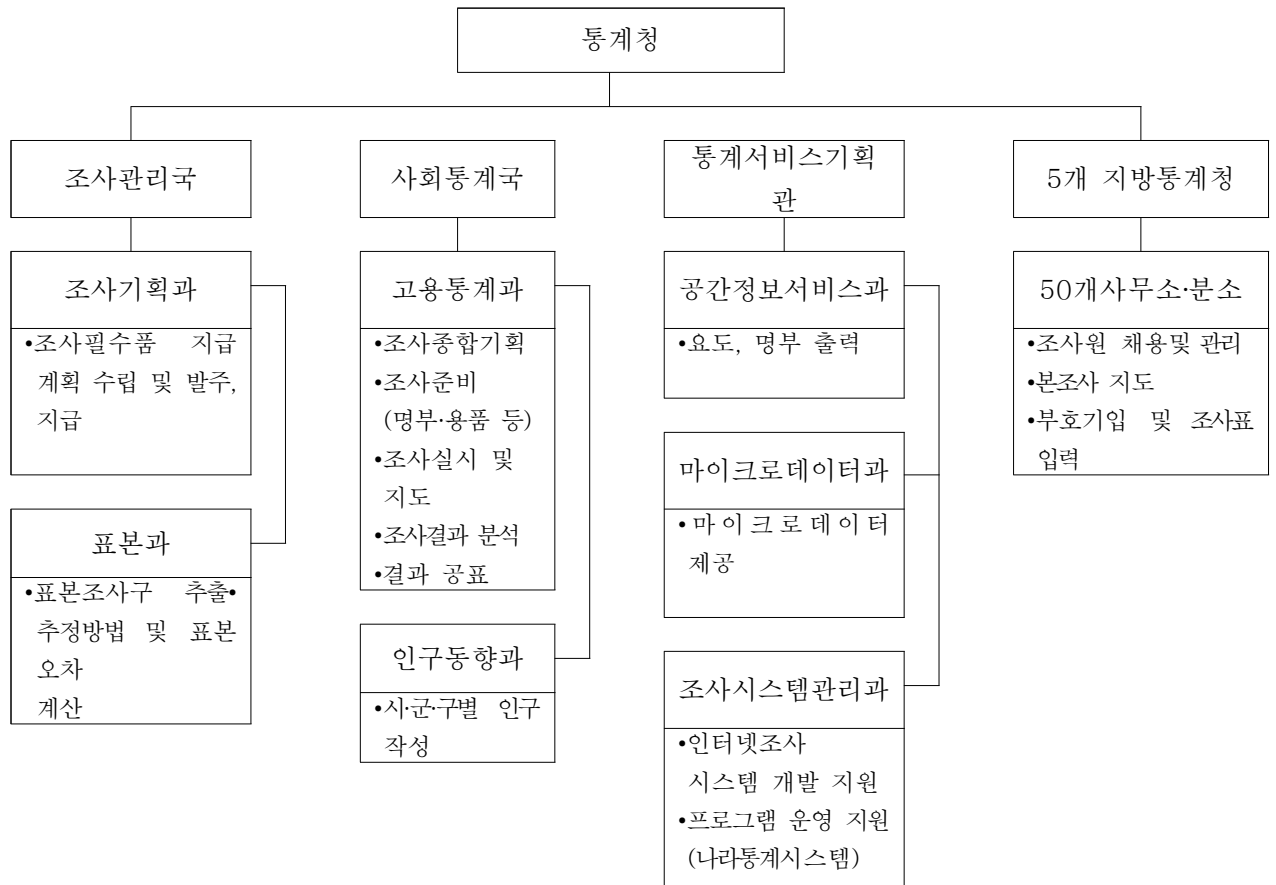 통계청
조사관리국
조사기획과
•조사필수품 지급
계획 수립 및 발주,
지급
표본과
•표본조사구 추출•
추정방법 및 표본
오차
계산
사회통계국
고용통계과
•조사종합기획
•조사준비
(명부·용품 등)
•조사실시 및
지도
•조사결과 분석
•결과 공표
인구동향과
•시·군·구별 인구
작성
통계서비스기획
관
공간정보서비스과
•요도, 명부 출력
마이크로데이터과
•마이크로데이터
제공
조사시스템관리과
•인터넷조사
시스템 개발 지원
•프로그램 운영 지원
(나라통계시스템)
5개 지방통계청
50개사무소·분소
•조사원 채용및 관리
•본조사 지도
•부호기입 및 조사표
입력